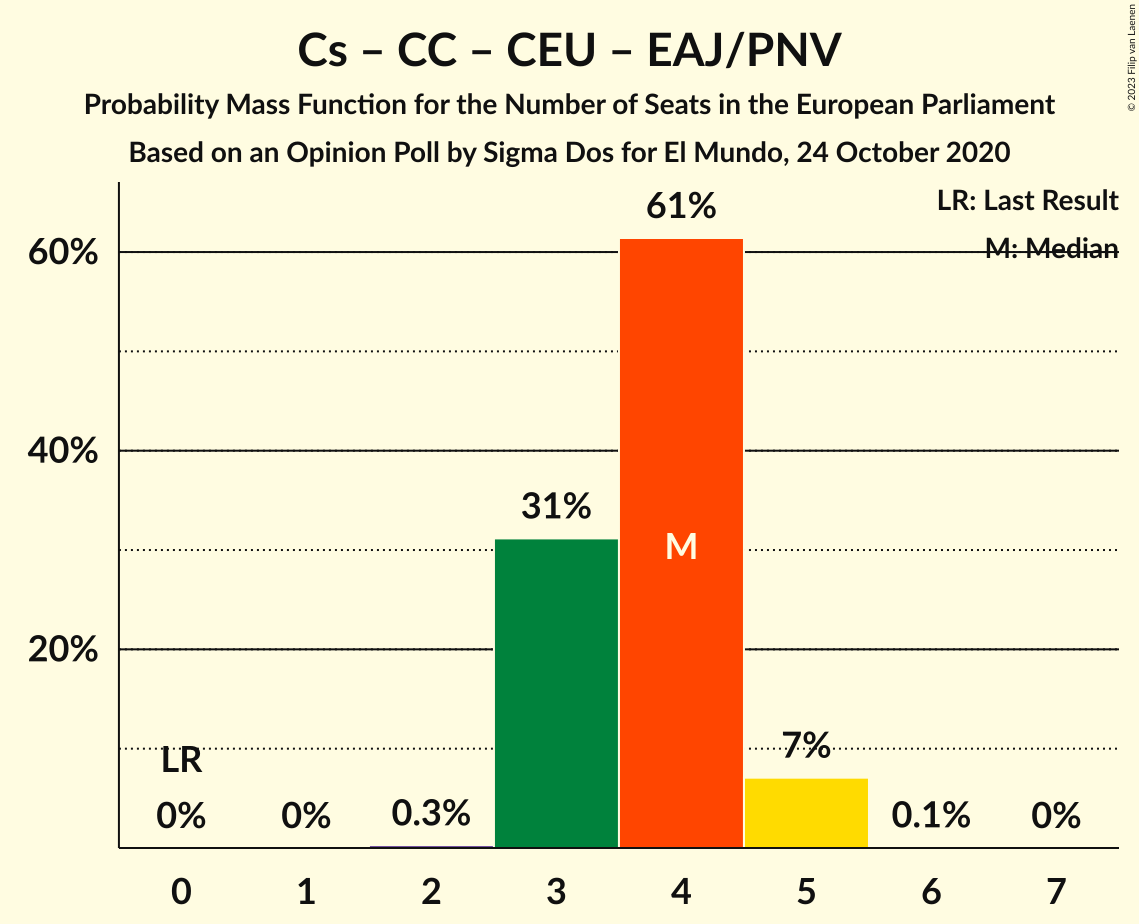 Cs – CC – CEU – EAJ/PNV
Probability Mass Function for the Number of Seats in the European Parliament
Based on an Opinion Poll by Sigma Dos for El Mundo, 24 October 2020
© 2023 Filip van Laenen
LR: Last Result
M: Median
60%
40%
20%
61%
31%
M
7%
LR
0%
0%
0.3%
0.1%
0%
0 1 2 3 4 5 6 7